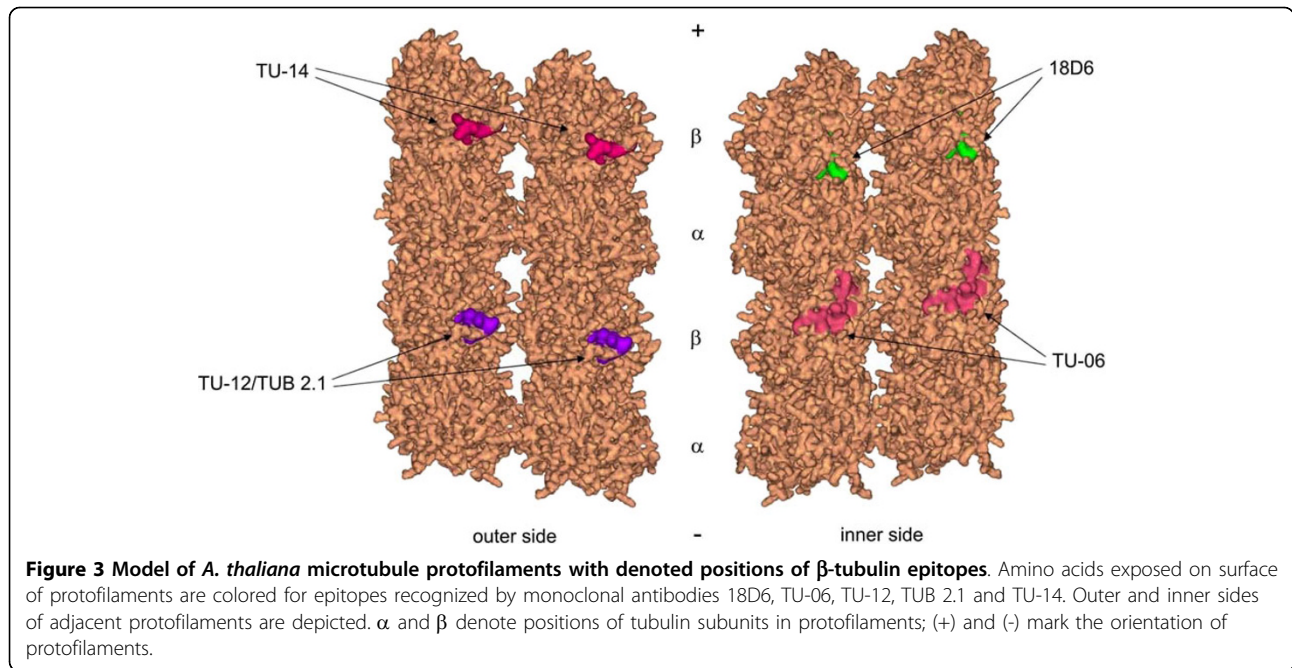 +
TU-14
18D6
β
α
β
TU-06
TU-12/TUB 2.1
α
outer side
-
inner side
Figure 3 Model of A. thaliana microtubule protofilaments with denoted positions of β-tubulin epitopes. Amino acids exposed on surface
of protofilaments are colored for epitopes recognized by monoclonal antibodies 18D6, TU-06, TU-12, TUB 2.1 and TU-14. Outer and inner sides
of adjacent protofilaments are depicted. α and β denote positions of tubulin subunits in protofilaments; (+) and (-) mark the orientation of
protofilaments.